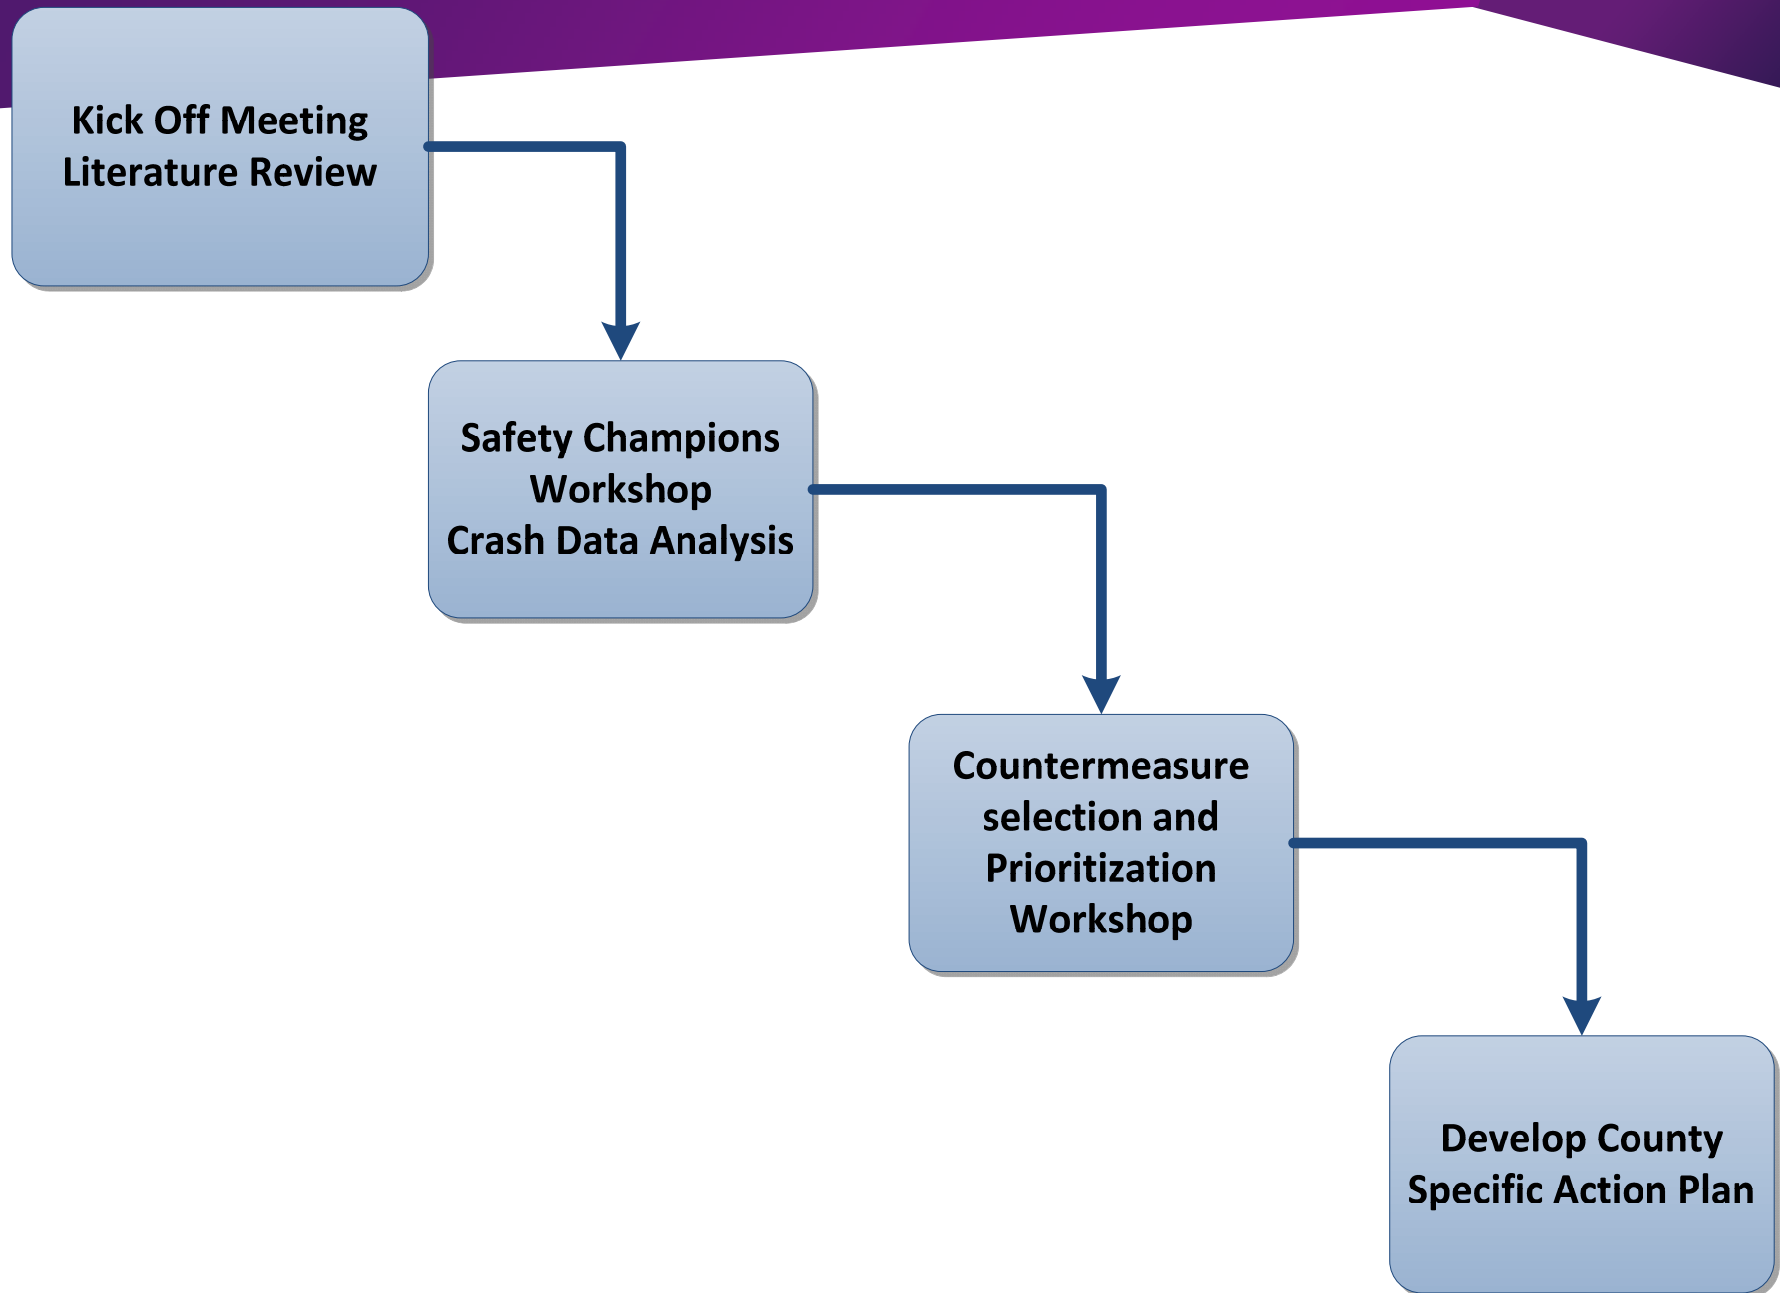 Kick Off Meeting
Literature Review
Safety Champions
Workshop
Crash Data Analysis
Countermeasure
selection and
Prioritization
Workshop
Develop County
Specific Action Plan